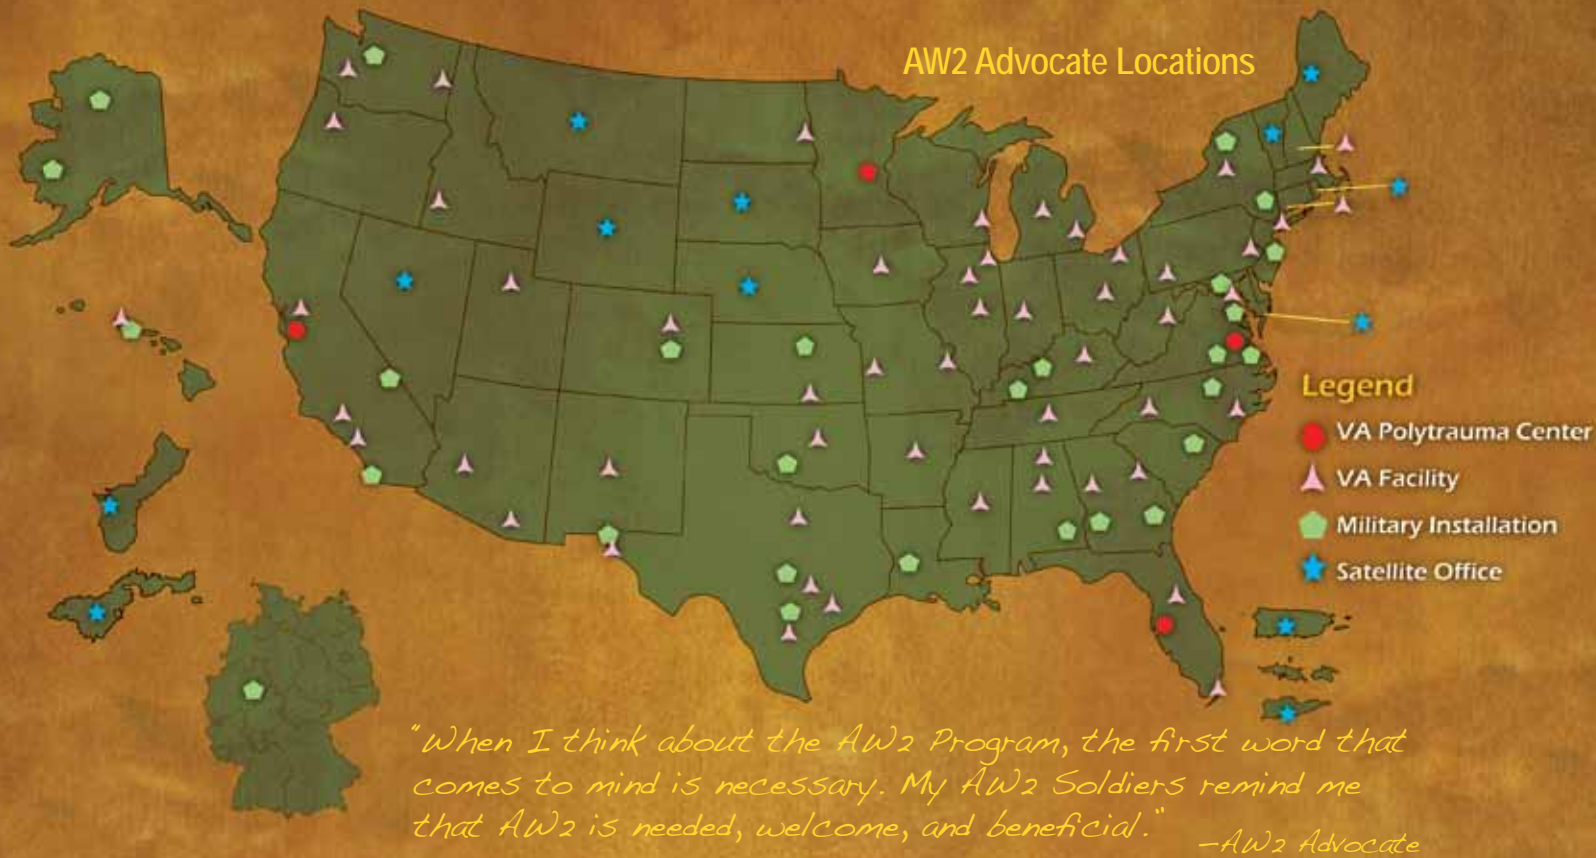 AW2 Advocate Locations
Legend
VA Polytrauma Center
VA Facility
Military Installation
Satellite Office
"When I think about the AW2 Program, the first word that
comes to mind is necessary. My AW2 Soldiers remind me
that AW2 is needed, welcome, and beneficial."
—AW2 Advocate